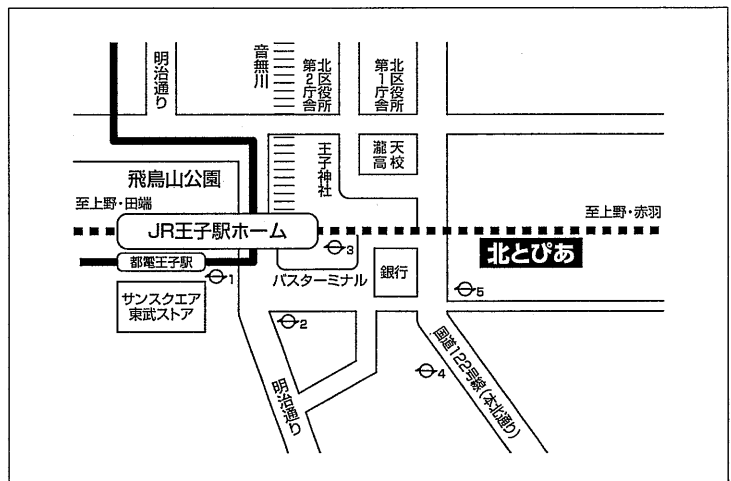 明治通り
音無川
北区役所
第2庁舎
北区役所
第1庁舎
王子神社
瀧天
高校
飛鳥山公園
至上野・田端
至上野・赤羽
JR王子駅ホーム
3
北とぴあ
都電王子駅
1
バスターミナル
銀行
5
サンスクエア
東武ストア
2
国道122号線(本北通り)
4
明治通り